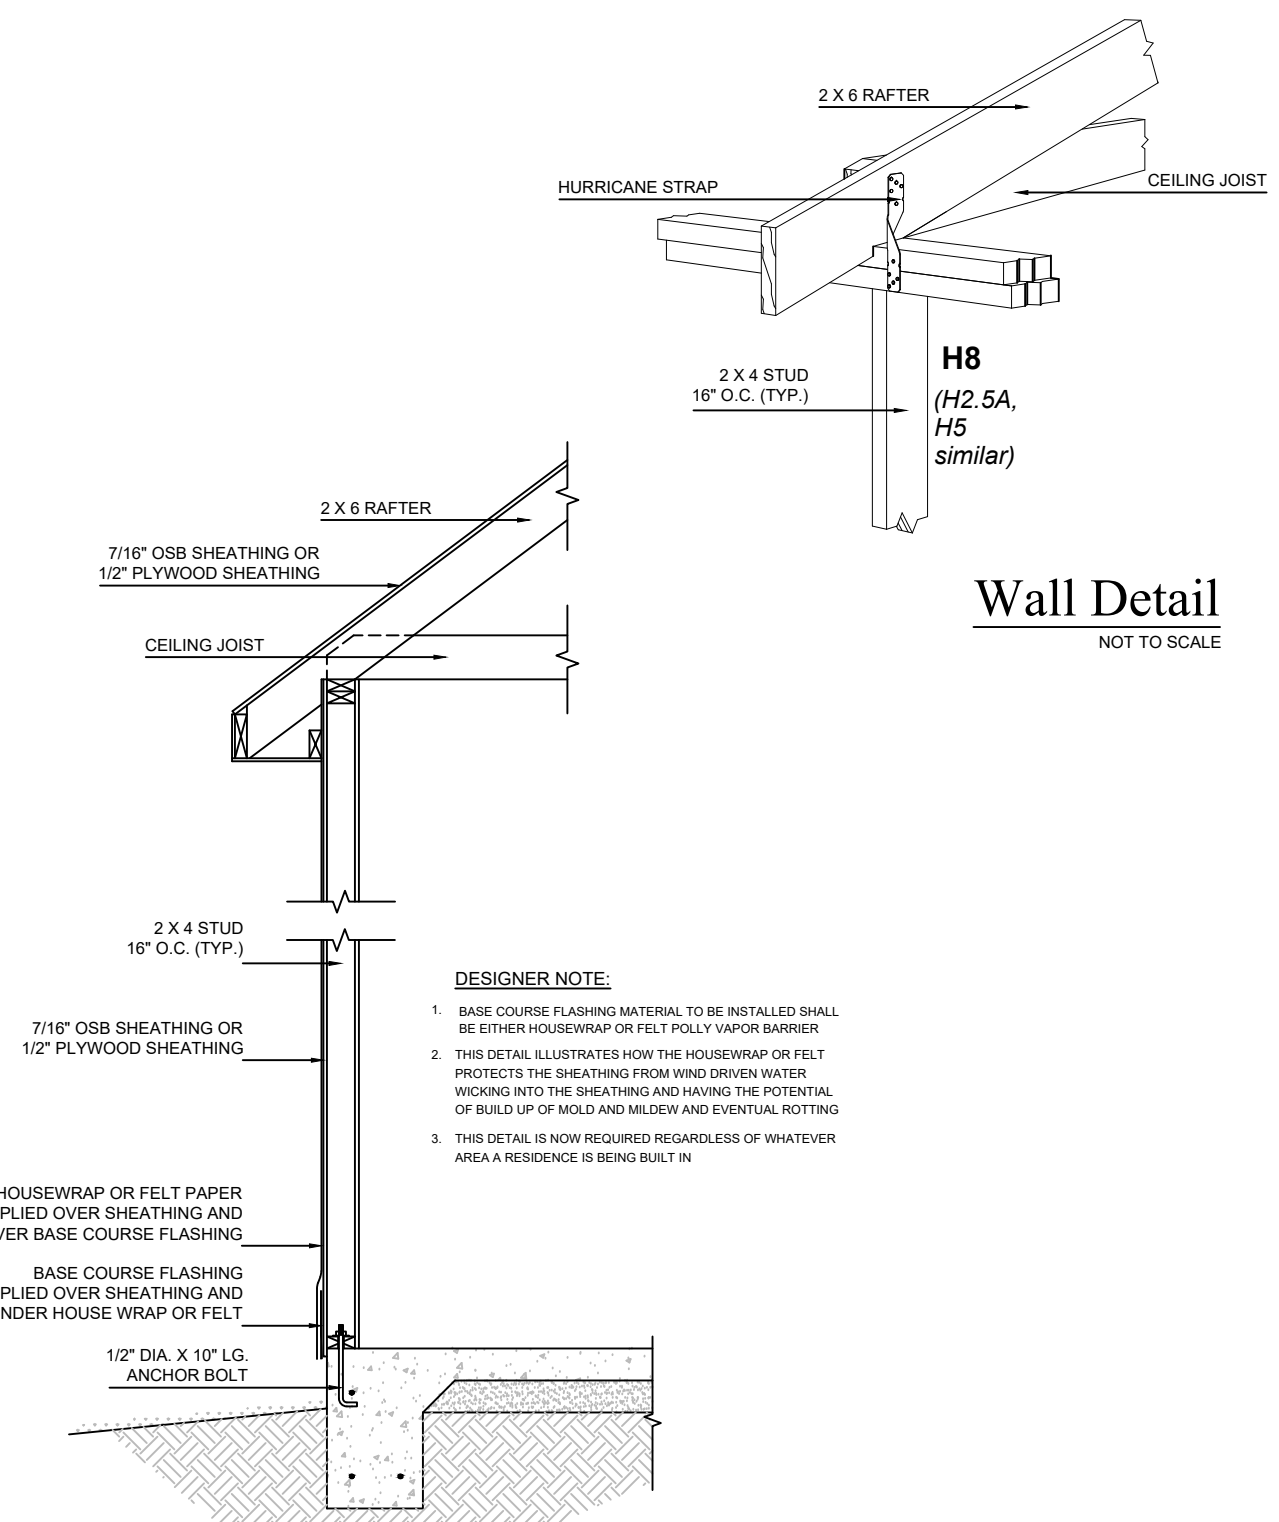 2 X 6 RAFTER
HURRICANE STRAP
CEILING JOIST
2 X 4 STUD
16" O.C. (TYP.)
H8
(H2.5A,
H5
similar)
Wall Detail
NOT TO SCALE
2 X 6 RAFTER
7/16" OSB SHEATHING OR
1/2" PLYWOOD SHEATHING
CEILING JOIST
2 X 4 STUD
16" O.C. (TYP.)
7/16" OSB SHEATHING OR
1/2" PLYWOOD SHEATHING
HOUSEWRAP OR FELT PAPER
PLIED OVER SHEATHING AND
VER BASE COURSE FLASHING
BASE COURSE FLASHING
PLIED OVER SHEATHING AND
NDER HOUSE WRAP OR FELT
1/2" DIA. X 10" LG.
ANCHOR BOLT
DESIGNER NOTE:
1. BASE COURSE FLASHING MATERIAL TO BE INSTALLED SHALL
BE EITHER HOUSEWRAP OR FELT POLLY VAPOR BARRIER
2. THIS DETAIL ILLUSTRATES HOW THE HOUSEWRAP OR FELT
PROTECTS THE SHEATHING FROM WIND DRIVEN WATER
WICKING INTO THE SHEATHING AND HAVING THE POTENTIAL
OF BUILD UP OF MOLD AND MILDEW AND EVENTUAL ROTTING
3. THIS DETAIL IS NOW REQUIRED REGARDLESS OF WHATEVER
AREA A RESIDENCE IS BEING BUILT IN